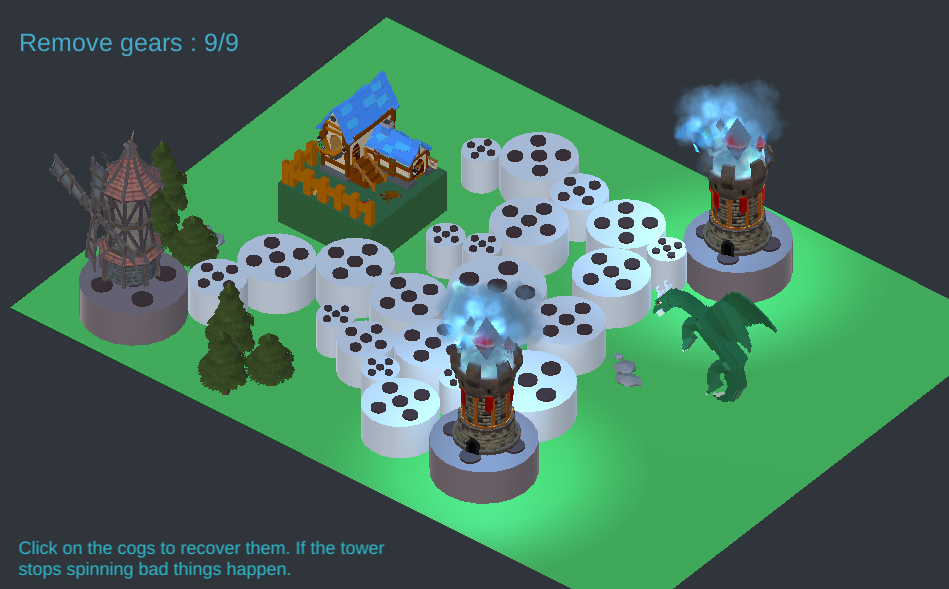 Remove gears : 9/9
Click on the cogs to recover them. If the tower
stops spinning bad things happen.